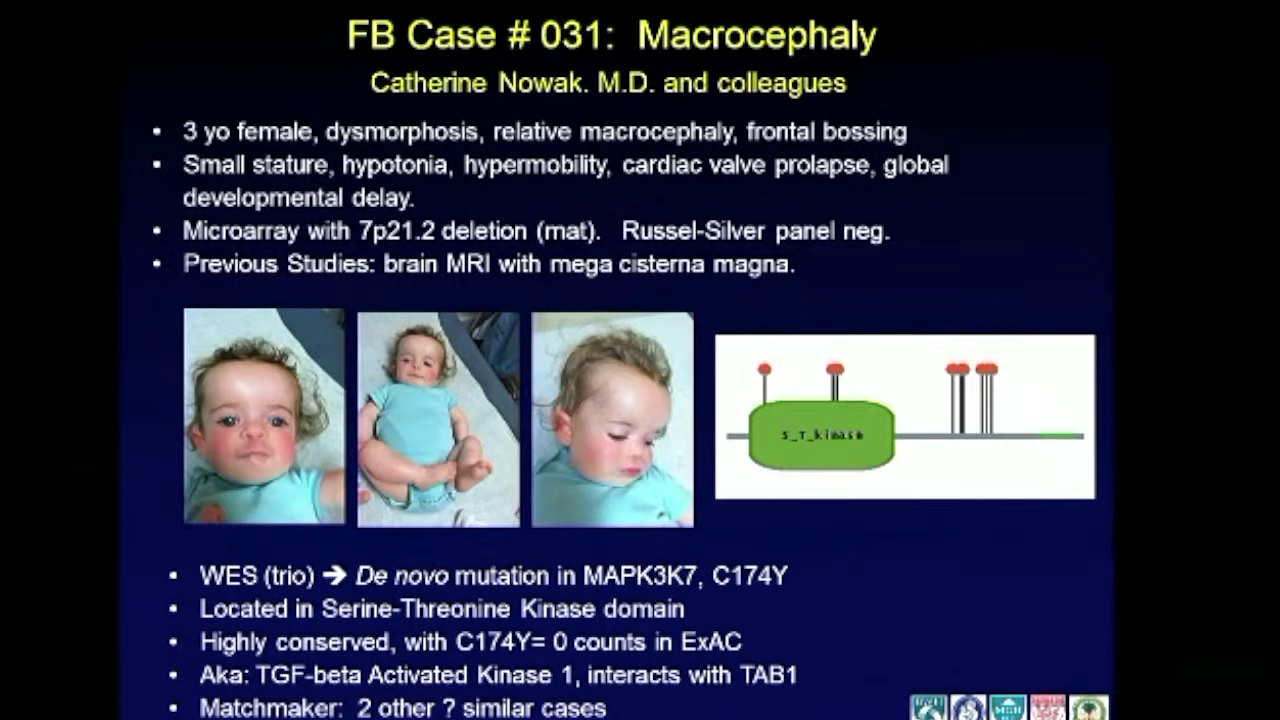 FB Case # 031: Macrocephaly
Catherine Nowak. M.D. and colleagues
• 3 yo female, dysmorphosis, relative macrocephaly, frontal bossing
• Small stature, hypotonia, hypermobility, cardiac valve prolapse, global
developmental delay.
• Microarray with 7p21.2 deletion (mat). Russel-Silver panel neg.
• Previous Studies: brain MRI with mega cisterna magna.
S_T_kinase
• WES (trio) ➔ De novo mutation in MAPK3K7, C174Y
• Located in Serine-Threonine Kinase domain
• Highly conserved, with C174Y= 0 counts in ExAC
• Aka: TGF-beta Activated Kinase 1, interacts with TAB1
• Matchmaker: 2 other ? similar cases